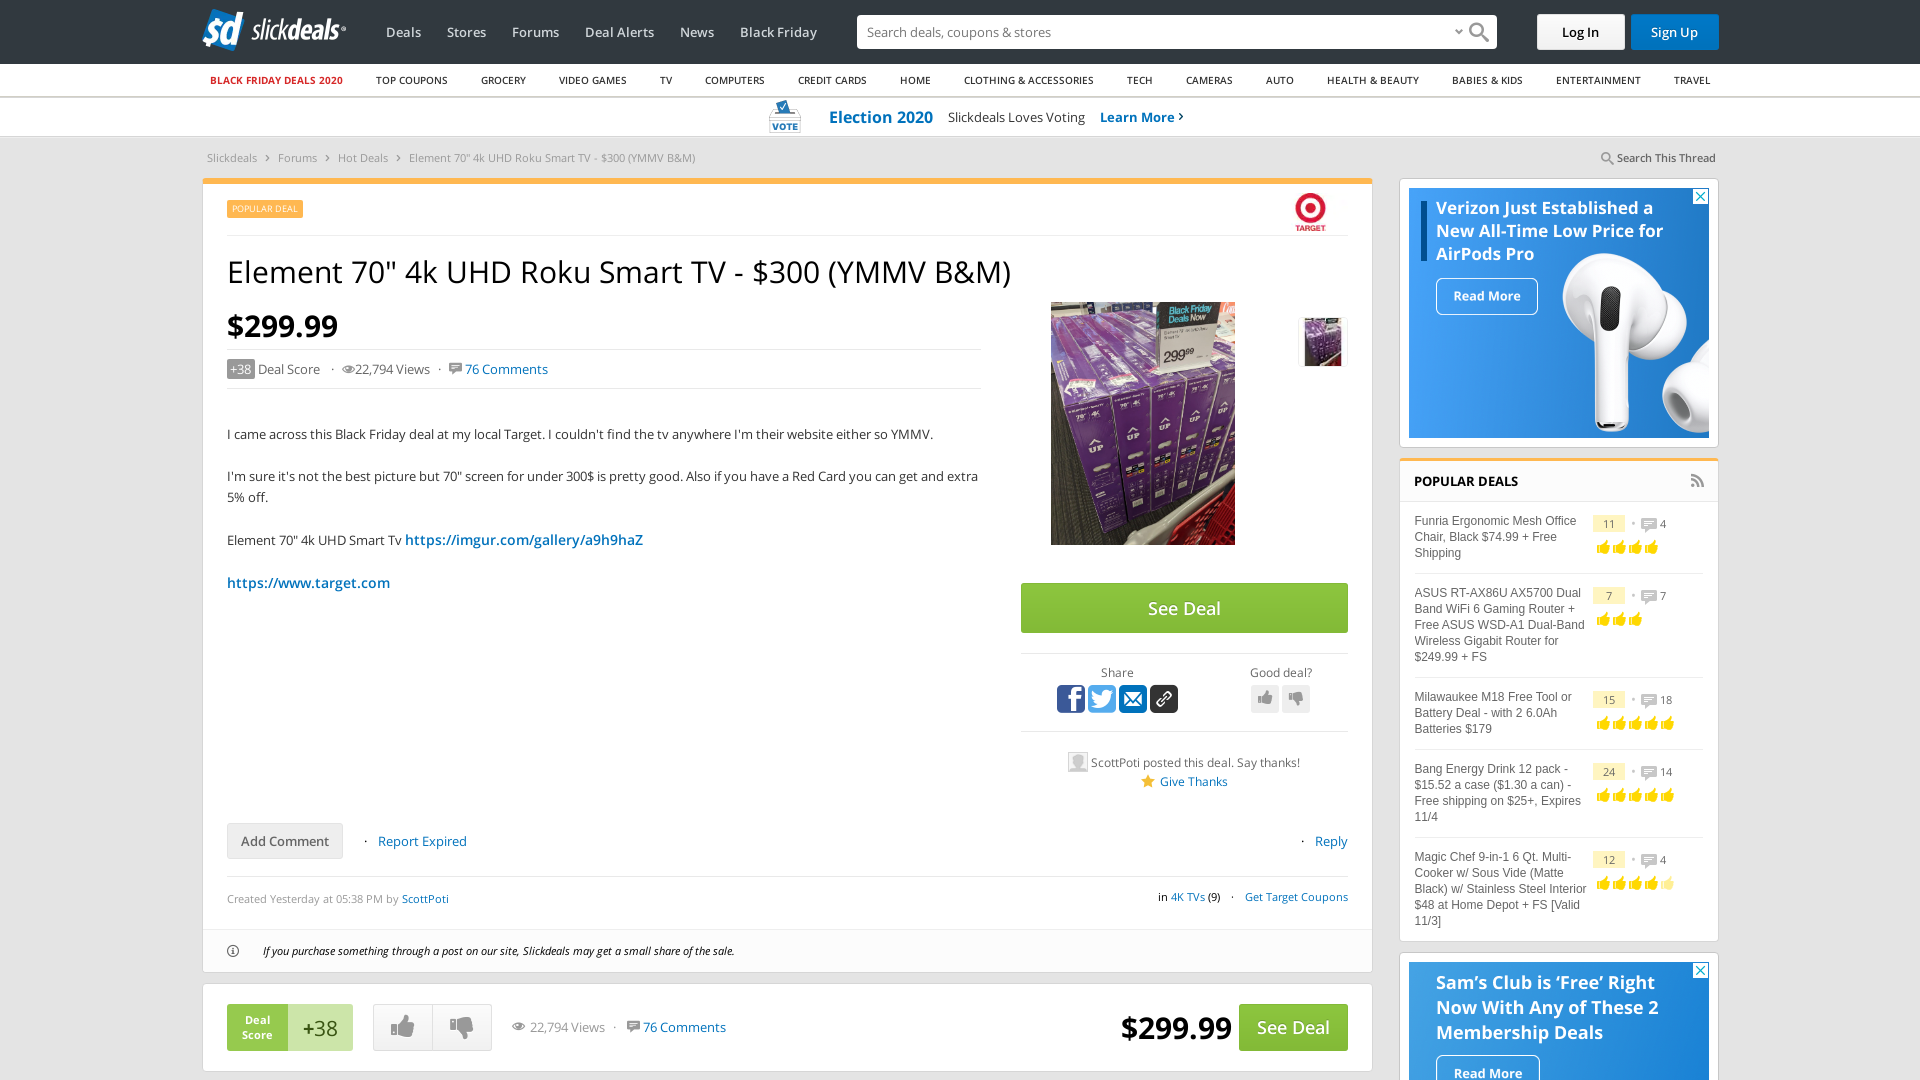 sd slickdeals
Deals Stores Forums Deal Alerts News Black Friday
Search deals, coupons & stores
Log In
Sign Up
BLACK FRIDAY DEALS 2020 TOP COUPONS GROCERY VIDEO GAMES TV COMPUTERS CREDIT CARDS HOME CLOTHING & ACCESSORIES TECH CAMERAS AUTO HEALTH & BEAUTY BABIES & KIDS ENTERTAINMENT TRAVEL
VOTE
Election 2020 Slickdeals Loves Voting Learn More
Slickdeals Forums Hot Deals Element 70" 4k UHD Roku Smart TV - $300 (YMMV B&M)
Search This Thread
POPULAR DEAL
TARGET
Element 70" 4k UHD Roku Smart TV - $300 (YMMV B&M)
$299.99
+38 Deal Score · 22,794 Views · 76 Comments
I came across this Black Friday deal at my local Target. I couldn't find the tv anywhere I'm their website either so YMMV.
I'm sure it's not the best picture but 70" screen for under 300$ is pretty good. Also if you have a Red Card you can get and extra
5% off.
Element 70" 4k UHD Smart Tv https://imgur.com/gallery/a9h9haZ
https://www.target.com
Black Friday
Deals Now
299.99
70" 4K
UP
UP
UP
UP
UP
See Deal
Share
Good deal?
ScottPoti posted this deal. Say thanks!
Give Thanks
Add Comment
· Report Expired
· Reply
Created Yesterday at 05:38 PM by ScottPoti
in 4K TVs (9) · Get Target Coupons
If you purchase something through a post on our site, Slickdeals may get a small share of the sale.
Deal
Score
+38
22,794 Views · 76 Comments
$299.99
See Deal
Verizon Just Established a
New All-Time Low Price for
AirPods Pro
Read More
POPULAR DEALS
Funria Ergonomic Mesh Office
Chair, Black $74.99 + Free
Shipping
11 • 4
ASUS RT-AX86U AX5700 Dual
Band WiFi 6 Gaming Router +
Free ASUS WSD-A1 Dual-Band
Wireless Gigabit Router for
$249.99 + FS
7 • 7
Milawaukee M18 Free Tool or
Battery Deal - with 2 6.0Ah
Batteries $179
15 • 18
Bang Energy Drink 12 pack -
$15.52 a case ($1.30 a can) -
Free shipping on $25+, Expires
11/4
24 • 14
Magic Chef 9-in-1 6 Qt. Multi-
Cooker w/ Sous Vide (Matte
Black) w/ Stainless Steel Interior
$48 at Home Depot + FS [Valid
11/3]
12 • 4
Sam's Club is 'Free' Right
Now With Any of These 2
Membership Deals
Read More